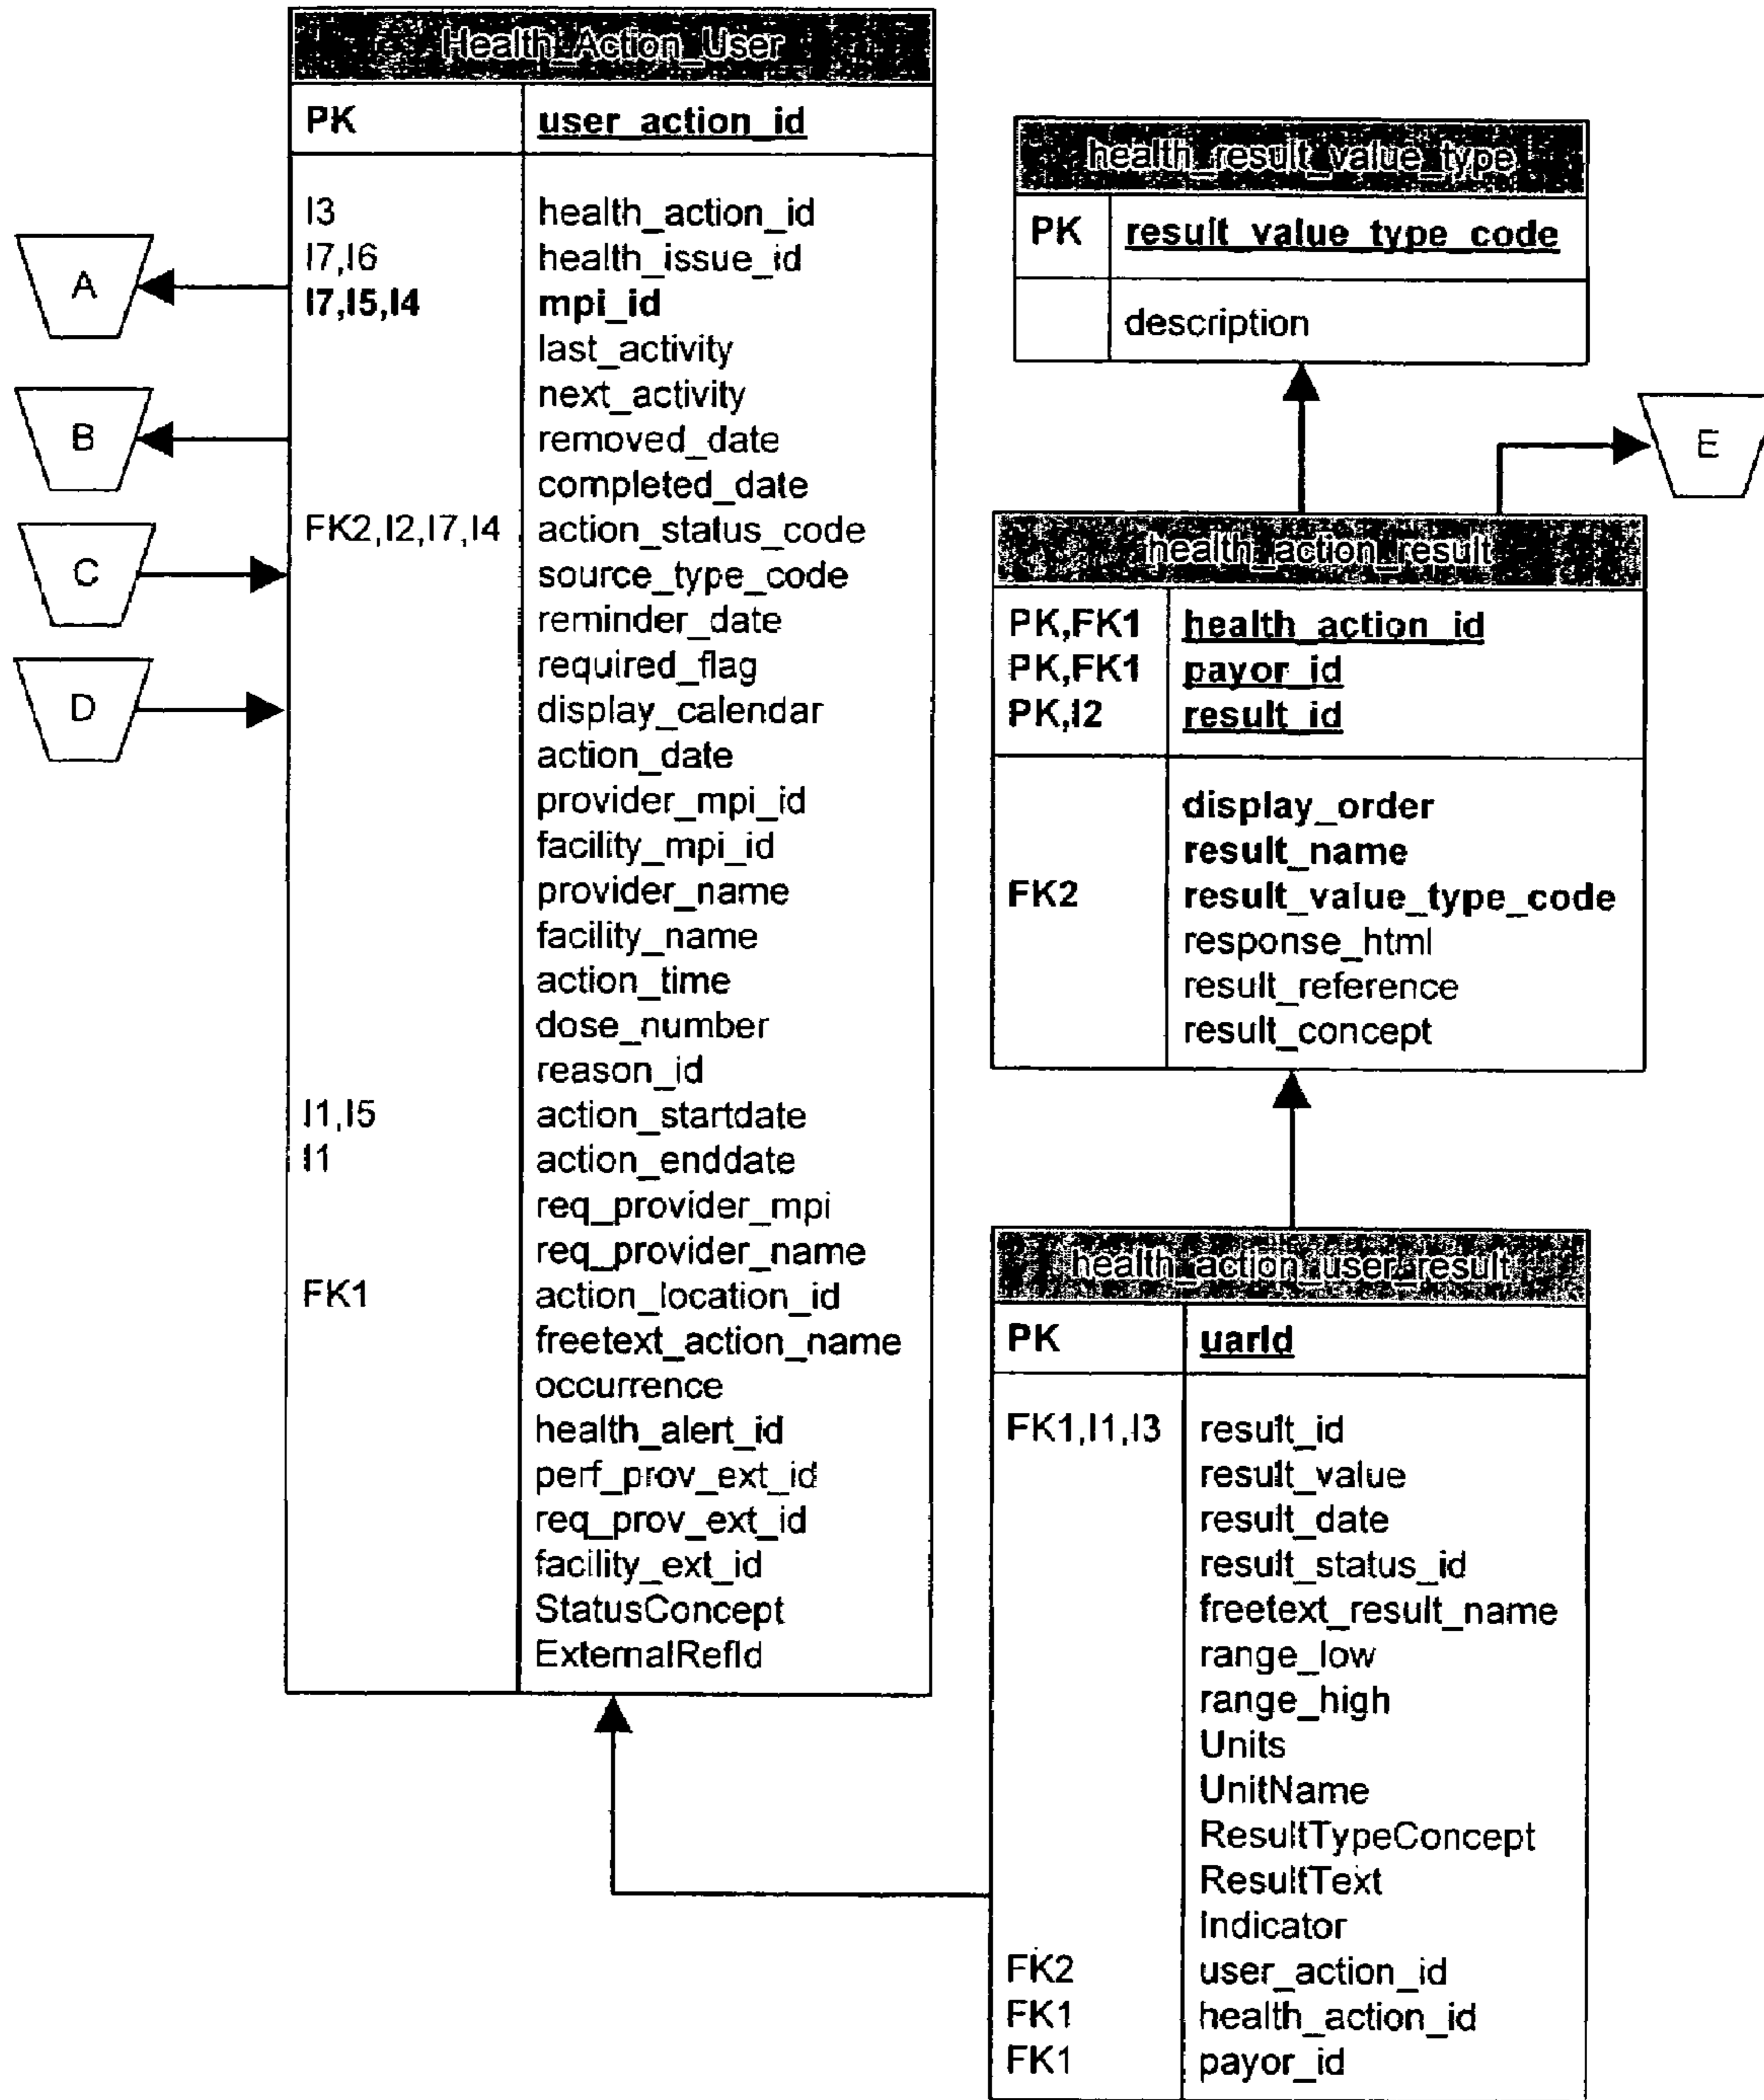 Health_Action_User
PK user_action_id
I3 health_action_id
I7,I6 health_issue_id
I7,I5,I4 mpi_id
last_activity
next_activity
removed_date
completed_date
FK2,I2,I7,I4 action_status_code
source_type_code
reminder_date
required_flag
display_calendar
action_date
provider_mpi_id
facility_mpi_id
provider_name
facility_name
action_time
dose_number
reason_id
I1,I5 action_startdate
I1 action_enddate
req_provider_mpi
req_provider_name
FK1 action_location_id
freetext_action_name
occurrence
health_alert_id
perf_prov_ext_id
req_prov_ext_id
facility_ext_id
StatusConcept
ExternalRefId
A
B
C
D
health_result_value_type
PK result_value_type_code
description
E
health_action_result
PK,FK1 health_action_id
PK,FK1 payor_id
PK,I2 result_id
display_order
result_name
FK2 result_value_type_code
response_html
result_reference
result_concept
health_action_user_result
PK uarId
FK1,I1,I3 result_id
result_value
result_date
result_status_id
freetext_result_name
range_low
range_high
Units
UnitName
ResultTypeConcept
ResultText
Indicator
FK2 user_action_id
FK1 health_action_id
FK1 payor_id